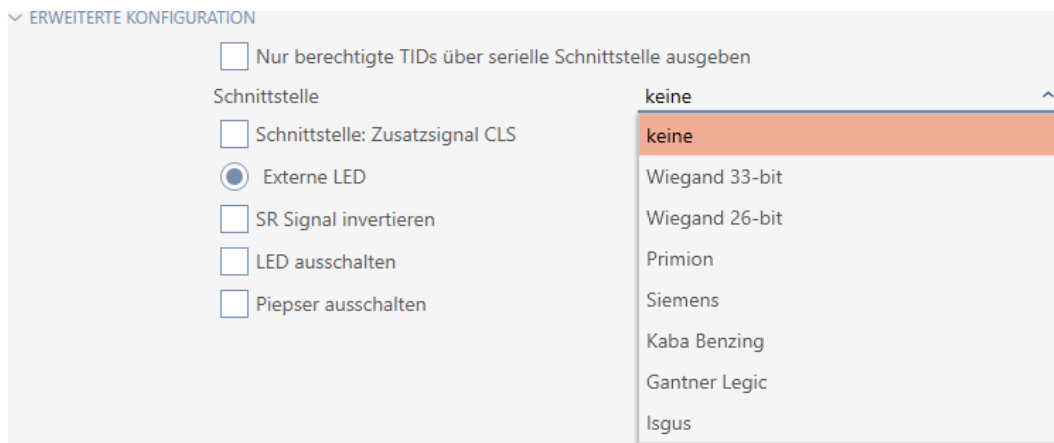 ERWEITERTE KONFIGURATION
Nur berechtigte TIDs über serielle Schnittstelle ausgeben
Schnittstelle keine
Schnittstelle: Zusatzsignal CLS keine
Externe LED Wiegand 33-bit
SR Signal invertieren Wiegand 26-bit
LED ausschalten Primion
Piepser ausschalten Siemens
Kaba Benzing
Gantner Legic
Isgus